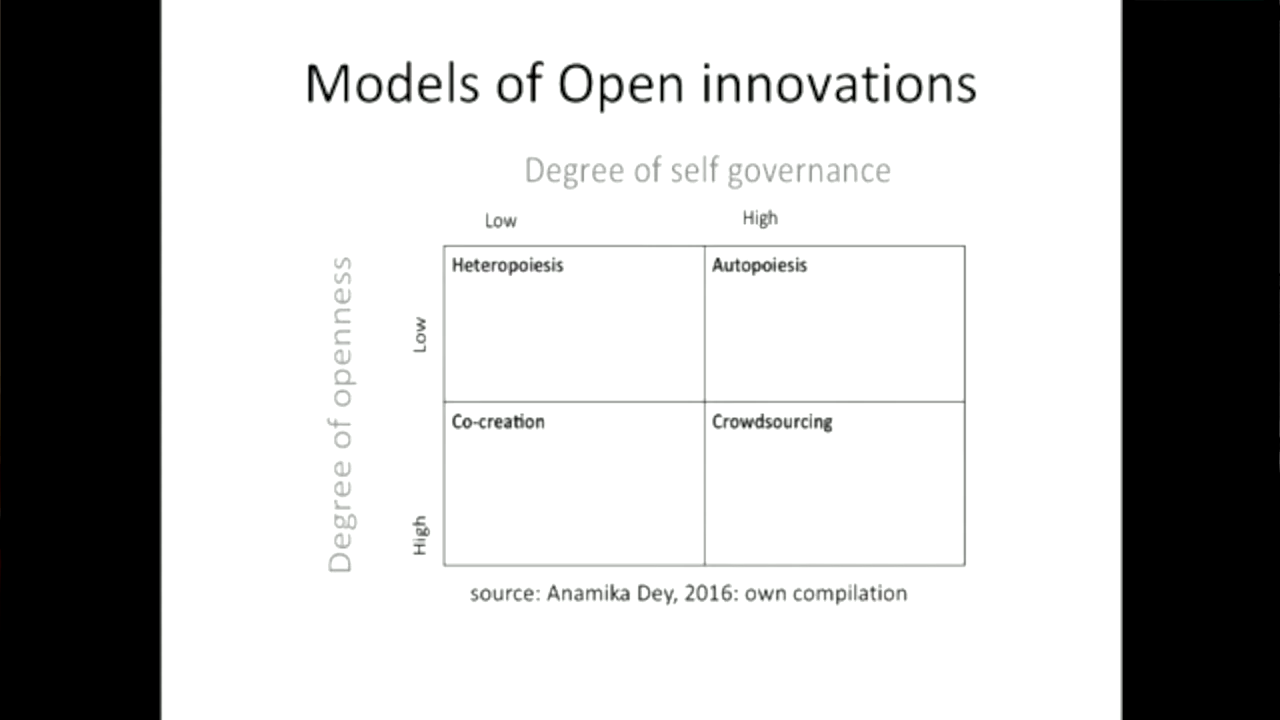 Models of Open innovations
Degree of self governance
Low
High
Degree of openness
Low
High
Heteropoiesis
Autopoiesis
Co-creation
Crowdsourcing
source: Anamika Dey, 2016: own compilation